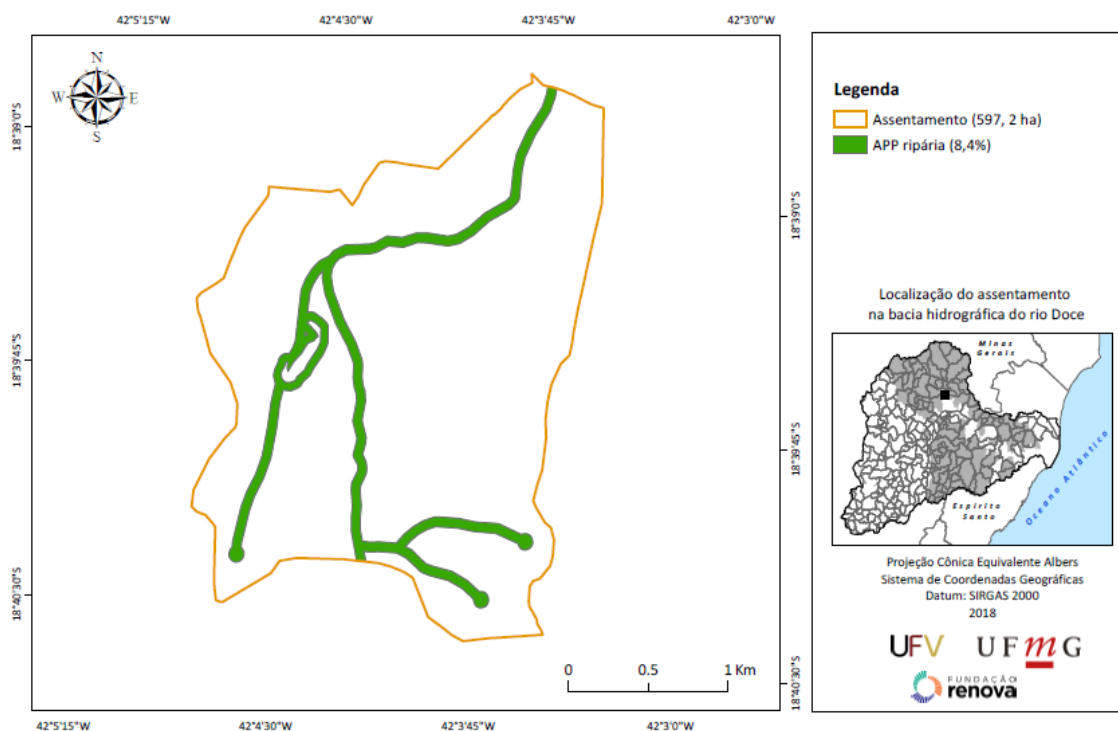 42°5'15"W 42°4'30"W 42°3'45"W 42°3'0"W
N
W E
S
18°39'0"S
18°39'45"S
18°40'30"S
18°39'0"S
18°39'45"S
18°40'30"S
0 0.5 1 Km
42°5'15"W 42°4'30"W 42°3'45"W 42°3'0"W
Legenda
Assentamento (597, 2 ha)
APP ripária (8,4%)
Localização do assentamento
na bacia hidrográfica do rio Doce
Minas
Gerais
Espírito
Santo
Oceano Atlântico
Projeção Cônica Equivalente Albers
Sistema de Coordenadas Geográficas
Datum: SIRGAS 2000
2018
UFV UFmG
FUNDAÇÃO
renova